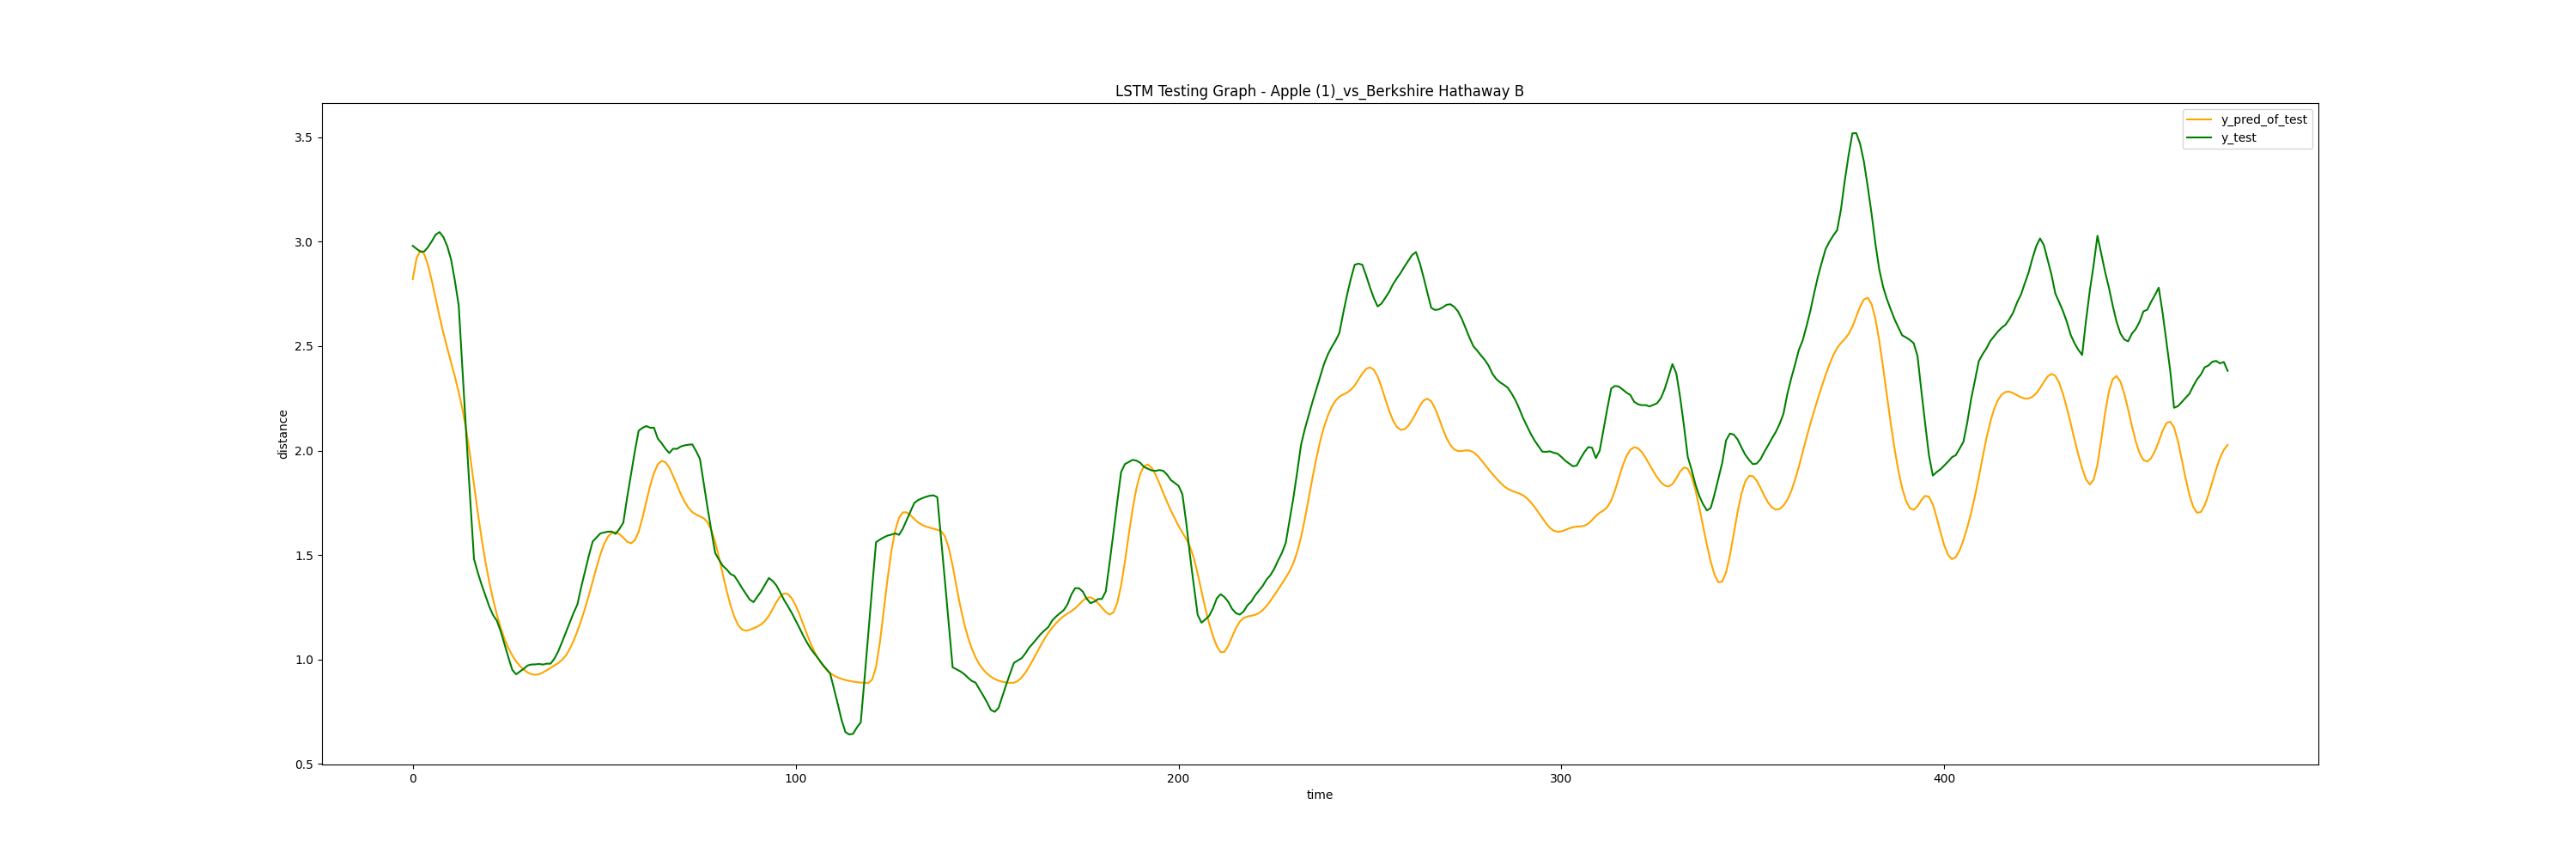 LSTM Testing Graph - Apple (1)_vs_Berkshire Hathaway B
y_pred_of_test
y_test
3.5
3.0
2.5
2.0
1.5
1.0
0.5
distance
0 100 200 300 400
time